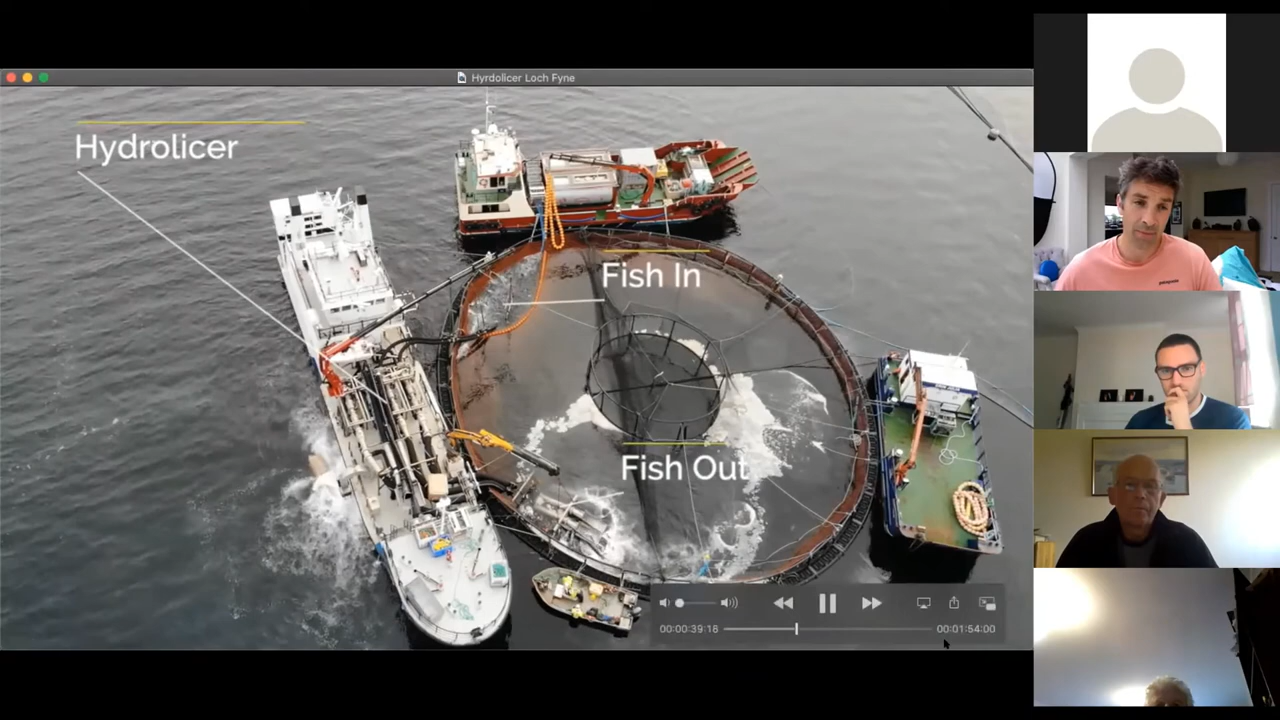 Hyrdolicer Loch Fyne
Hydrolicer
Fish In
Fish Out
00:00:39:18
00:01:54:00